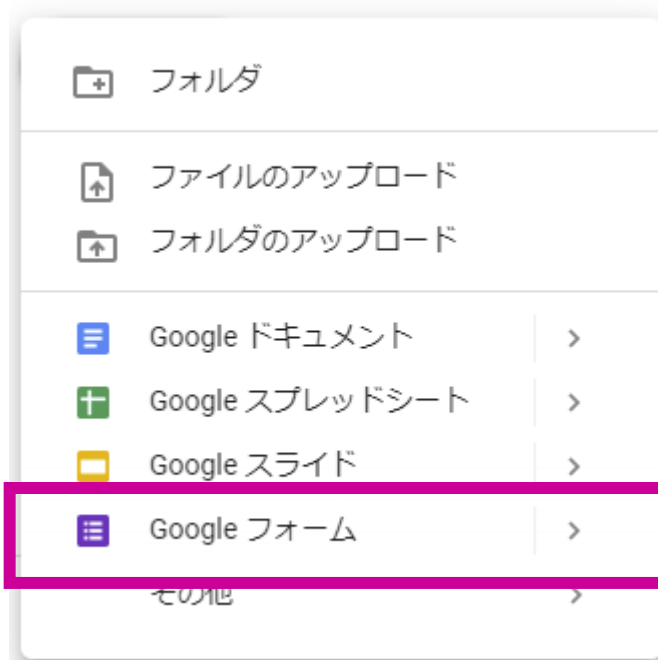 フォルダ
ファイルのアップロード
フォルダのアップロード
Google ドキュメント
Google スプレッドシート
Google スライド
Google フォーム
その他